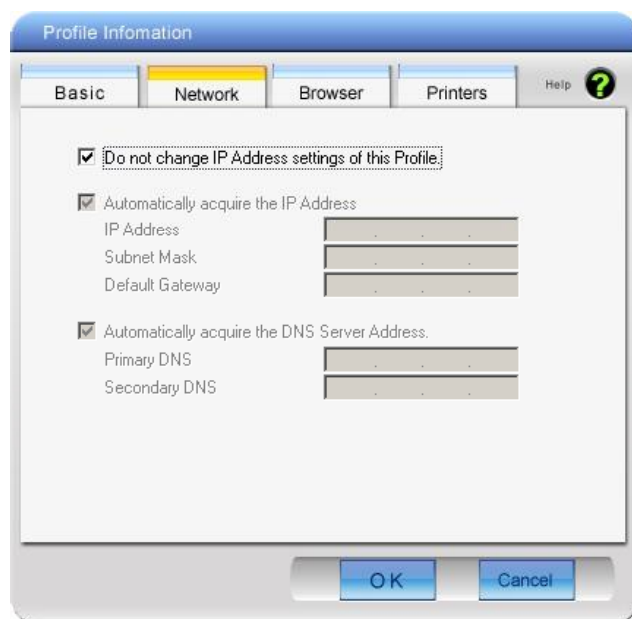 Profile Infomation
Basic Network Browser Printers Help ?
Do not change IP Address settings of this Profile.
Automatically acquire the IP Address
IP Address
Subnet Mask
Default Gateway
Automatically acquire the DNS Server Address.
Primary DNS
Secondary DNS
OK Cancel